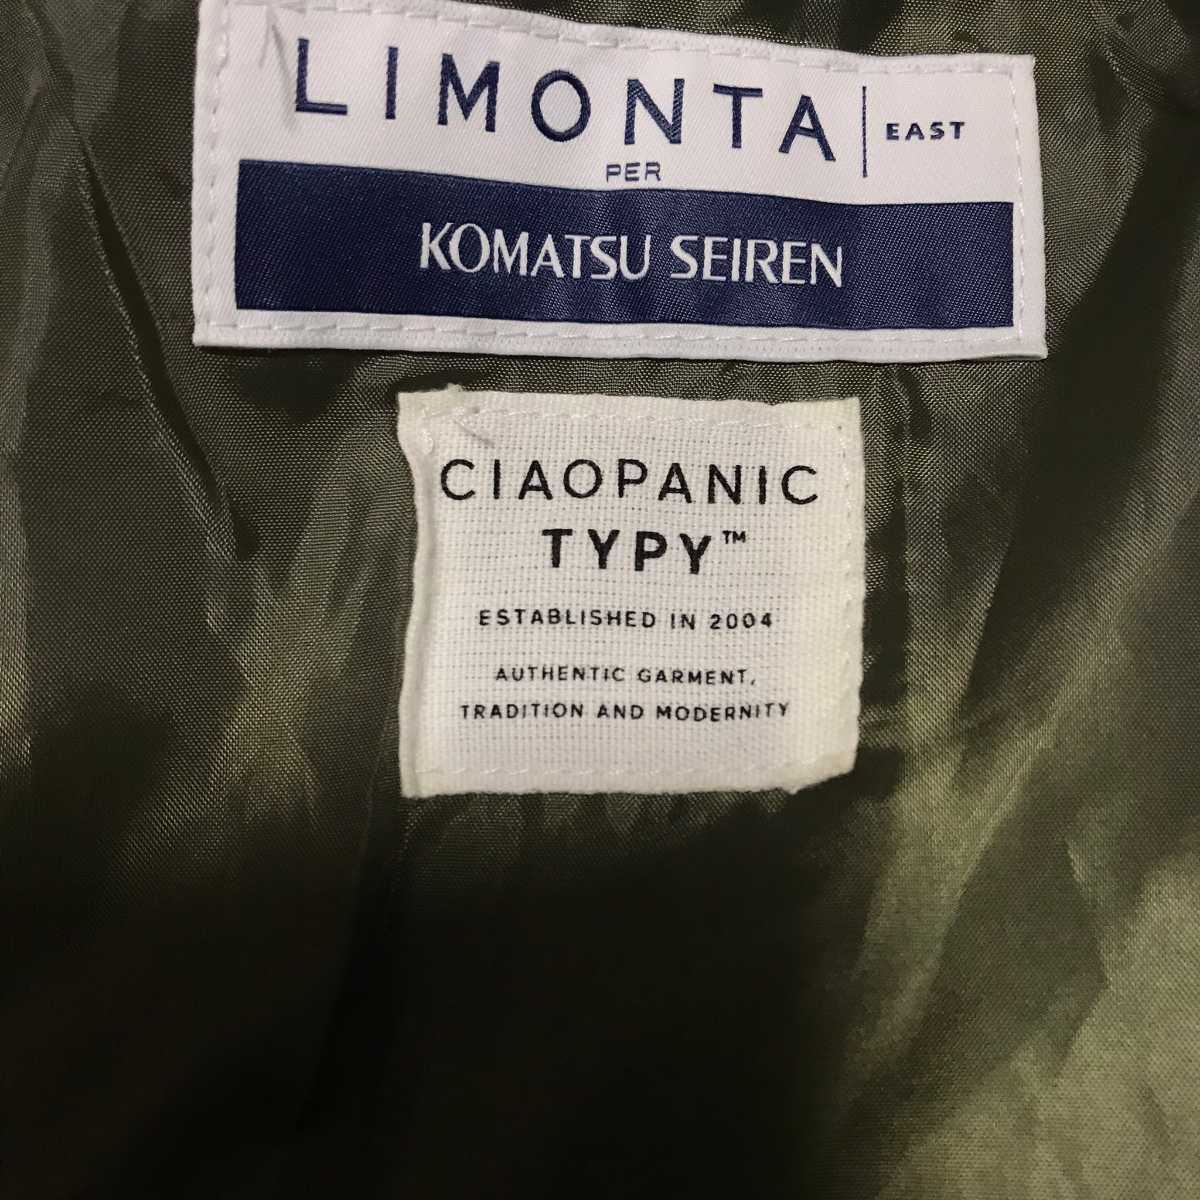 LIMONTA EAST
PER
KOMATSU SEIREN
CIAOPANIC
TYPY™
ESTABLISHED IN 2004
AUTHENTIC GARMENT,
TRADITION AND MODERNITY